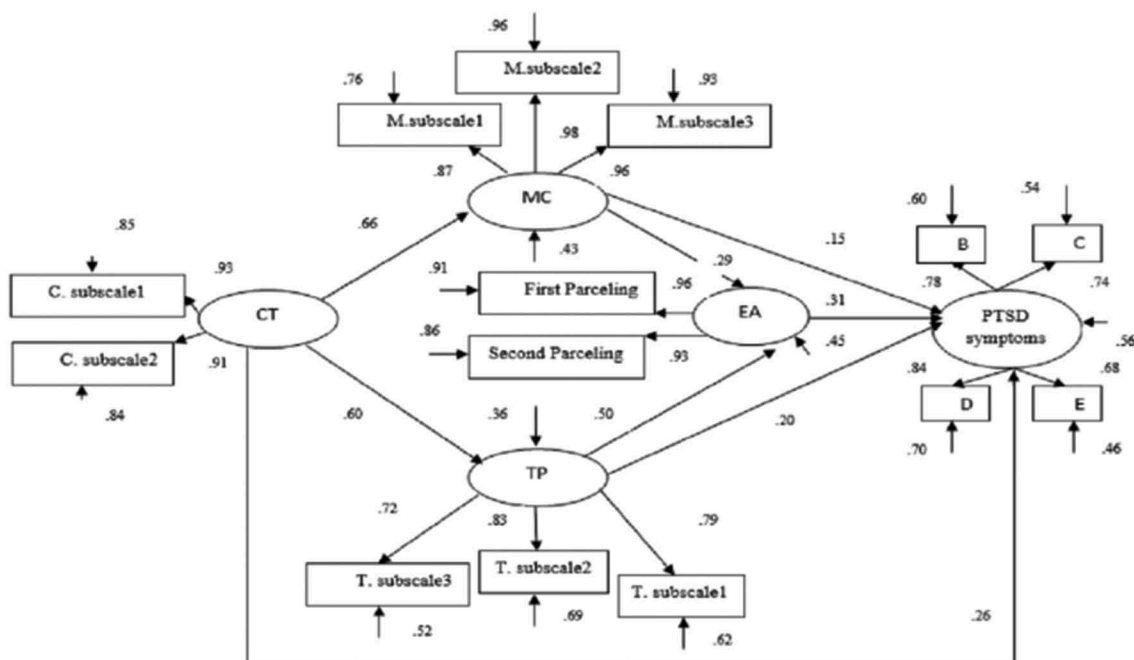 .96
M.subscale2
.76
.93
M.subscale1
M.subscale3
.98
.87
.96
MC
.60
.54
.85
.66
.15
B
C
.43
.29
.93
.91
.78
.74
C. subscale1
First Parceling
.96
CT
EA
.31
PTSD
symptoms
.86
.45
.56
C. subscale2
.91
Second Parceling
.93
.84
.68
.84
.60
.36
.50
.20
D
E
TP
.70
.46
.72
.83
.79
T. subscale3
T. subscale2
T. subscale1
.52
.69
.62
.26